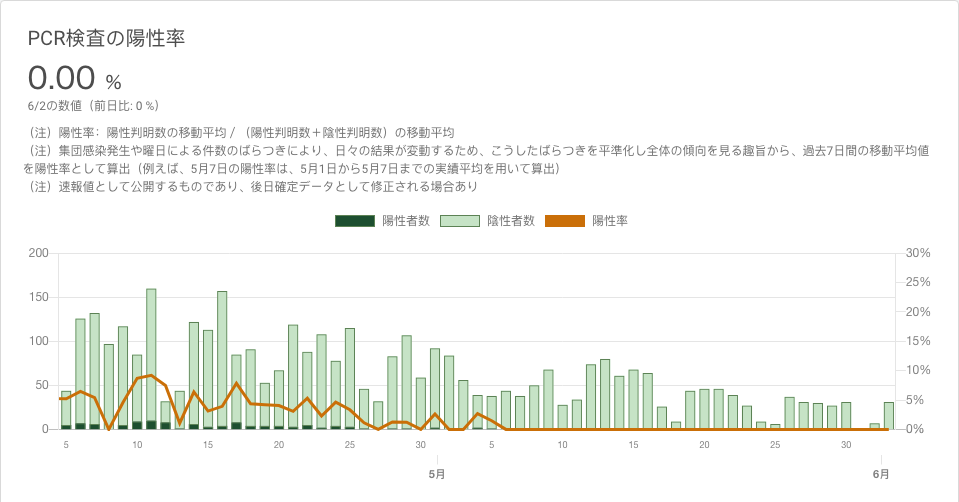 PCR検査の陽性率
0.00 %
6/2の数値（前日比: 0 %）
（注）陽性率：陽性判明数の移動平均 / （陽性判明数＋陰性判明数）の移動平均
（注）集団感染発生や曜日による件数のばらつきにより、日々の結果が変動するため、こうしたばらつきを平準化し全体の傾向を見る趣旨から、過去7日間の移動平均値
を陽性率として算出（例えば、5月7日の陽性率は、5月1日から5月7日までの実績平均を用いて算出）
（注）速報値として公開するものであり、後日確定データとして修正される場合あり
陽性者数 陰性者数 陽性率
200 30%
25%
150
20%
100 15%
10%
50
5%
0 0%
5 10 15 20 25 30 5 10 15 20 25 30
5月 6月